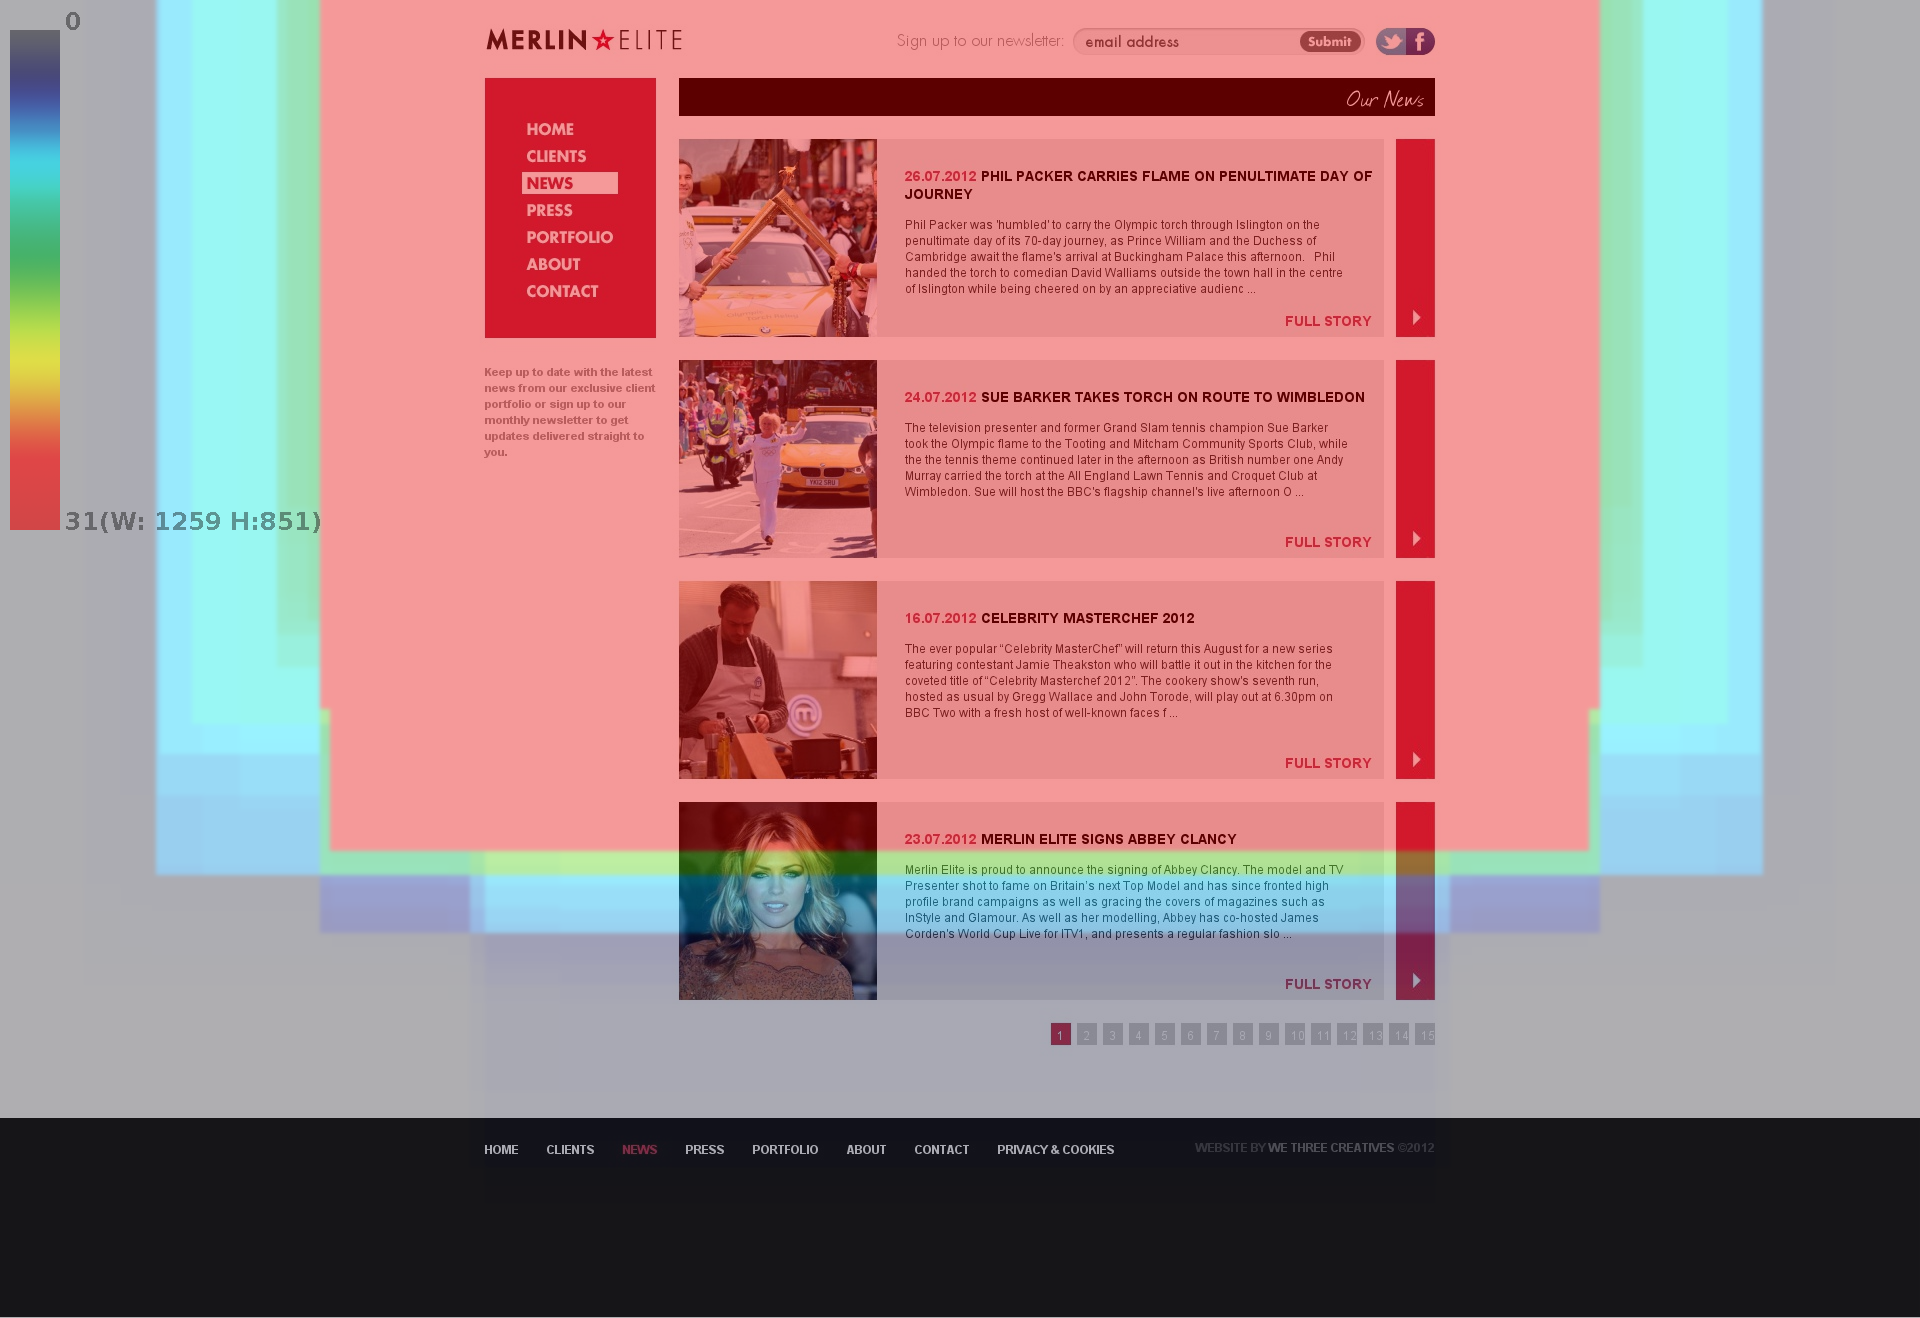 0
31(W: 1259 H:851)
MERLIN ELITE
Sign up to our newsletter:
email address
Submit
Our News
HOME
CLIENTS
NEWS
PRESS
PORTFOLIO
ABOUT
CONTACT
Keep up to date with the latest
news from our exclusive client
portfolio or sign up to our
monthly newsletter to get
updates delivered straight to
you.
26.07.2012 PHIL PACKER CARRIES FLAME ON PENULTIMATE DAY OF
JOURNEY
Phil Packer was 'humbled' to carry the Olympic torch through Islington on the
penultimate day of its 70-day journey, as Prince William and the Duchess of
Cambridge await the flame's arrival at Buckingham Palace this afternoon.   Phil
handed the torch to comedian David Walliams outside the town hall in the centre
of Islington while being cheered on by an appreciative audienc ...
FULL STORY
24.07.2012 SUE BARKER TAKES TORCH ON ROUTE TO WIMBLEDON
The television presenter and former Grand Slam tennis champion Sue Barker
took the Olympic flame to the Tooting and Mitcham Community Sports Club, while
the the tennis theme continued later in the afternoon as British number one Andy
Murray carried the torch at the All England Lawn Tennis and Croquet Club at
Wimbledon. Sue will host the BBC's flagship channel's live afternoon O ...
FULL STORY
16.07.2012 CELEBRITY MASTERCHEF 2012
The ever popular “Celebrity MasterChef” will return this August for a new series
featuring contestant Jamie Theakston who will battle it out in the kitchen for the
coveted title of “Celebrity Masterchef 2012”. The cookery show's seventh run,
hosted as usual by Gregg Wallace and John Torode, will play out at 6.30pm on
BBC Two with a fresh host of well-known faces f ...
FULL STORY
23.07.2012 MERLIN ELITE SIGNS ABBEY CLANCY
Merlin Elite is proud to announce the signing of Abbey Clancy. The model and TV
Presenter shot to fame on Britain's next Top Model and has since fronted high
profile brand campaigns as well as gracing the covers of magazines such as
InStyle and Glamour. As well as her modelling, Abbey has co-hosted James
Corden's World Cup Live for ITV1, and presents a regular fashion slo ...
FULL STORY
1 2 3 4 5 6 7 8 9 10 11 12 13 14 15
HOME CLIENTS NEWS PRESS PORTFOLIO ABOUT CONTACT PRIVACY & COOKIES
WEBSITE BY WE THREE CREATIVES ©2012